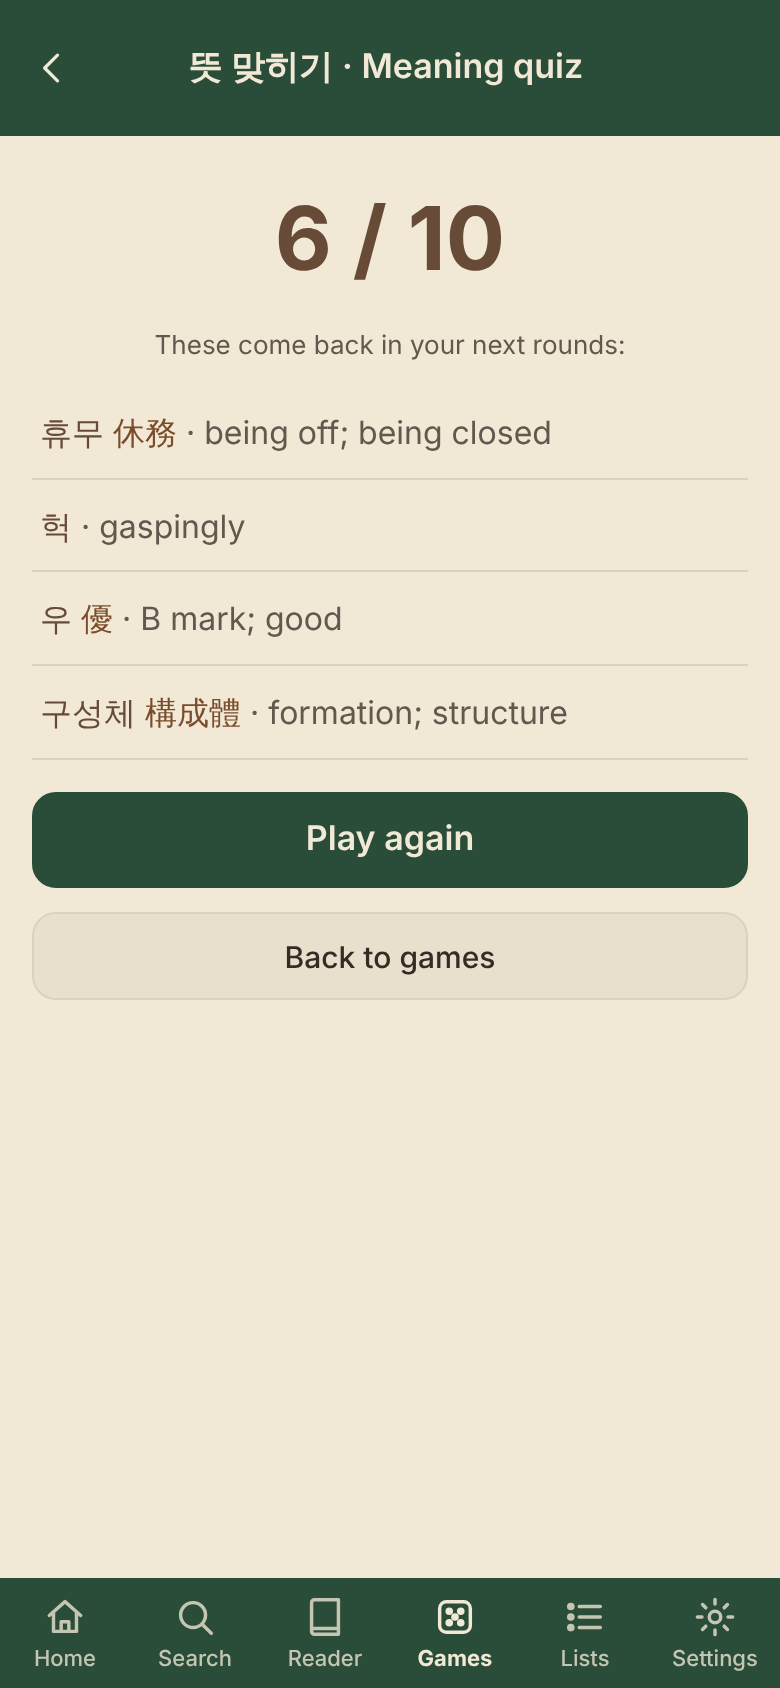 뜻 맞히기 · Meaning quiz
6 / 10
These come back in your next rounds:
휴무 休務 · being off; being closed
헉 · gaspingly
우 優 · B mark; good
구성체 構成體 · formation; structure
Play again
Back to games
Home Search Reader Games Lists Settings